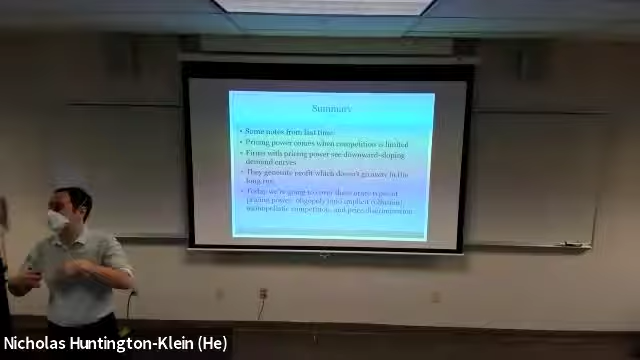 Summary
• Some notes from last time:
• Pricing power comes when competition is limited
• Firms with pricing power see downward-sloping
demand curves
• They generate profit which doesn't go away in the
long run
• Today we're going to cover three main types of
pricing power: oligopoly (and implicit collusion),
monopolistic competition, and price discrimination
Nicholas Huntington-Klein (He)